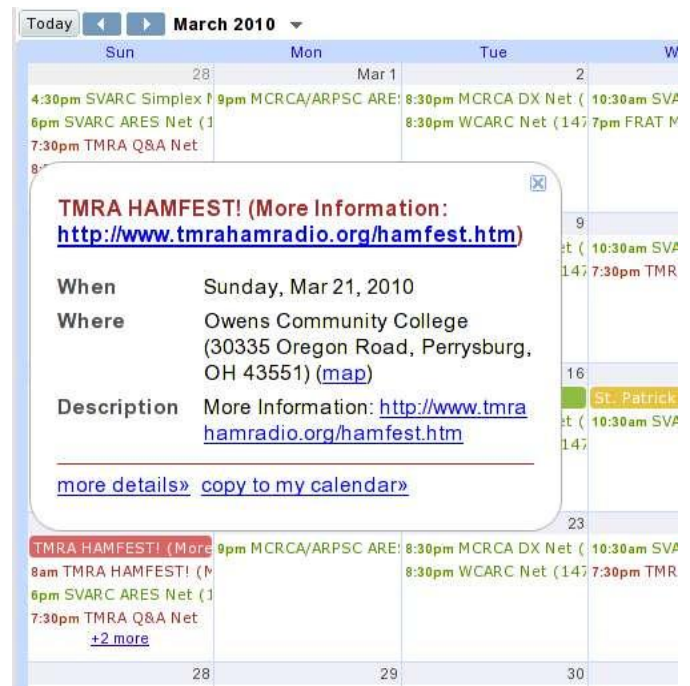 Today March 2010
Sun Mon Tue W
28 Mar 1 2
4:30pm SVARC Simplex 9pm MCRCA/ARPSC ARE 8:30pm MCRCA DX Net ( 10:30am SVA
6pm SVARC ARES Net (1 8:30pm WCARC Net (147 7pm FRAT M
7:30pm TMRA Q&A Net
TMRA HAMFEST! (More Information:
http://www.tmrahamradio.org/hamfest.htm)
9
et ( 10:30am SVA
147 7:30pm TMR
When Sunday, Mar 21, 2010
Where Owens Community College
(30335 Oregon Road, Perrysburg,
OH 43551) (map)
16
Description More Information: http://www.tmra
hamradio.org/hamfest.htm
St. Patrick
et ( 10:30am SVA
147
more details» copy to my calendar»
23
TMRA HAMFEST! (More 9pm MCRCA/ARPSC ARE 8:30pm MCRCA DX Net ( 10:30am SVA
8am TMRA HAMFEST! (M 8:30pm WCARC Net (147 7:30pm TMR
6pm SVARC ARES Net (1
7:30pm TMRA Q&A Net
+2 more
28 29 30